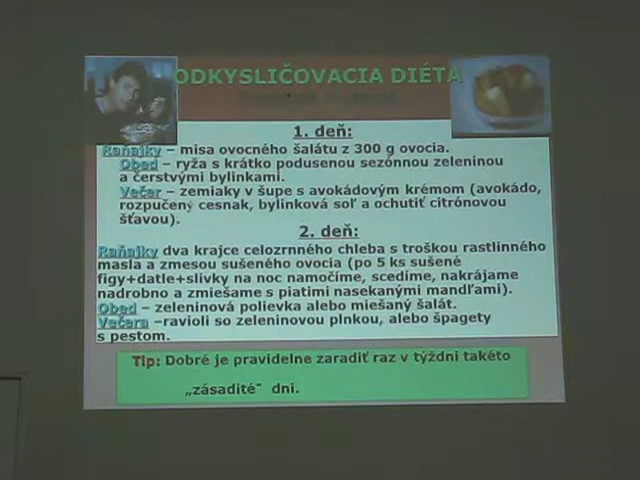 ODKYSLIČOVACIA DIÉTA
1. deň:
Raňajky – misa ovocného šalátu z 300 g ovocia.
Obed – ryža s krátko podusenou sezónnou zeleninou
a čerstvými bylinkami.
Večer – zemiaky v šupe s avokádovým krémom (avokádo,
rozpučený cesnak, bylinková soľ a ochutiť citrónovou
šťavou).
2. deň:
Raňajky dva krajce celozrnného chleba s troškou rastlinného
masla a zmesou sušeného ovocia (po 5 ks sušené
figy+datle+slivky na noc namočíme, scedíme, nakrájame
nadrobno a zmiešame s piatimi nasekanými mandľami).
Obed – zeleninová polievka alebo miešaný šalát.
Večera –ravioli so zeleninovou plnkou, alebo špagety
s pestom.
Tip: Dobré je pravidelne zaradiť raz v týždni takéto
„zásadité“ dni.